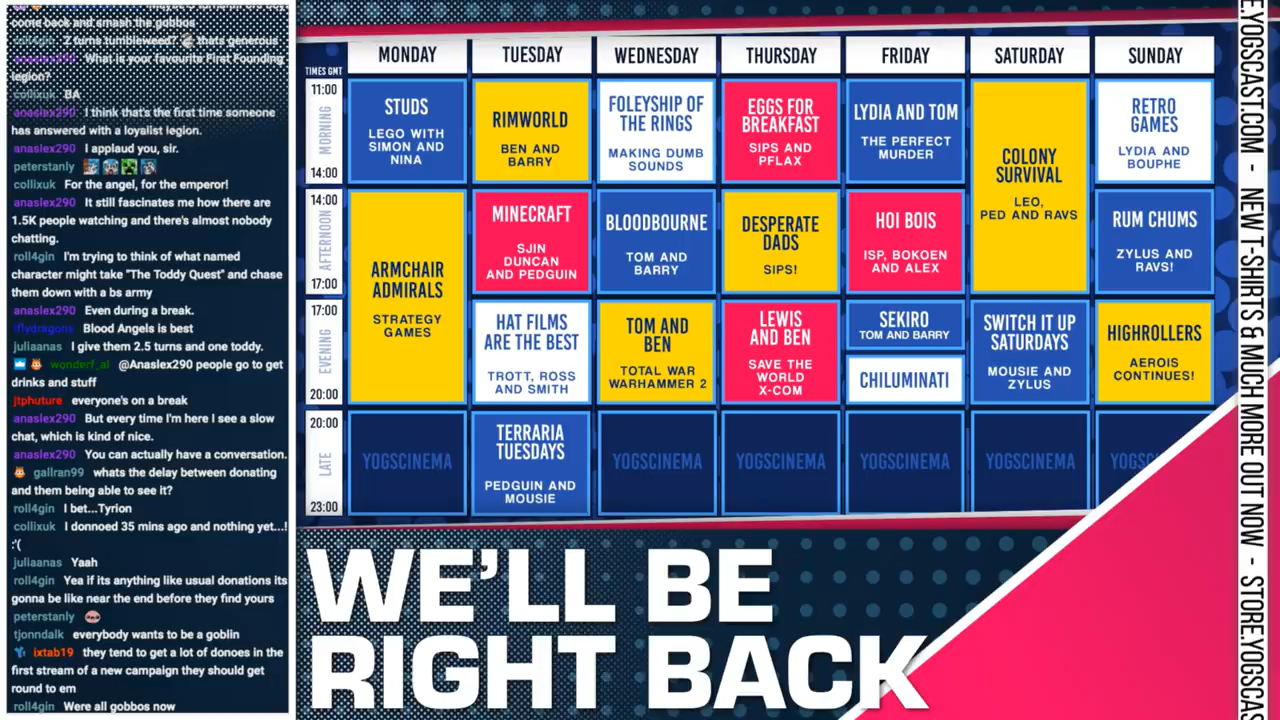 come back and smash the gobbos
2 turns tumbleweed? thats generous
What is your favourite First Founding
legion?
collixuk BA
anaslex290 I think that's the first time someone
has answered with a loyalist legion.
anaslex290 I applaud you, sir.
peterstanly
collixuk For the angel, for the emperor!
anaslex290 It still fascinates me how there are
1.5K people watching and there's almost nobody
chatting.
roll4gin I'm trying to think of what named
character might take "The Toddy Quest" and chase
them down with a bs army
anaslex290 Even during a break.
iflydragons Blood Angels is best
juliaanas I give them 2.5 turns and one toddy.
wonderf_al @Anaslex290 people go to get
drinks and stuff
jtphuture everyone's on a break
anaslex290 But every time I'm here I see a slow
chat, which is kind of nice.
anaslex290 You can actually have a conversation.
gallran99 whats the delay between donating
and them being able to see it?
roll4gin I bet...Tyrion
collixuk I donnoed 35 mins ago and nothing yet...!
:'(
juliaanas Yaah
roll4gin Yea if its anything like usual donations its
gonna be like near the end before they find yours
peterstanly
tjonndalk everybody wants to be a goblin
ixtab19 they tend to get a lot of donoes in the
first stream of a new campaign they should get
round to em
roll4gin Were all gobbos now
TIMES GMT
MONDAY TUESDAY WEDNESDAY THURSDAY FRIDAY SATURDAY SUNDAY
11:00
MORNING
14:00
STUDS
LEGO WITH
SIMON AND
NINA
RIMWORLD
BEN AND
BARRY
FOLEYSHIP OF
THE RINGS
MAKING DUMB
SOUNDS
EGGS FOR
BREAKFAST
SIPS AND
PFLAX
LYDIA AND TOM
THE PERFECT
MURDER
COLONY
SURVIVAL
LEO,
PED AND RAVS
RETRO
GAMES
LYDIA AND
BOUPHE
14:00
AFTERNOON
17:00
ARMCHAIR
ADMIRALS
STRATEGY
GAMES
MINECRAFT
SJIN
DUNCAN
AND PEDGUIN
BLOODBOURNE
TOM AND
BARRY
DESPERATE
DADS
SIPS!
HOI BOIS
ISP, BOKOEN
AND ALEX
RUM CHUMS
ZYLUS AND
RAVS!
17:00
EVENING
20:00
HAT FILMS
ARE THE BEST
TROTT, ROSS
AND SMITH
TOM AND
BEN
TOTAL WAR
WARHAMMER 2
LEWIS
AND BEN
SAVE THE
WORLD
X-COM
SEKIRO
TOM AND BARRY
CHILUMINATI
SWITCH IT UP
SATURDAYS
MOUSIE AND
ZYLUS
HIGHROLLERS
AEROIS
CONTINUES!
20:00
LATE
23:00
YOGSCINEMA
TERRARIA
TUESDAYS
PEDGUIN AND
MOUSIE
YOGSCINEMA
YOGSCINEMA
YOGSCINEMA
YOGSCINEMA
YOGSC
WE'LL BE
RIGHT BACK
E.YOGSCAST.COM - NEW T-SHIRTS & MUCH MORE OUT NOW - STORE.YOGSCAS